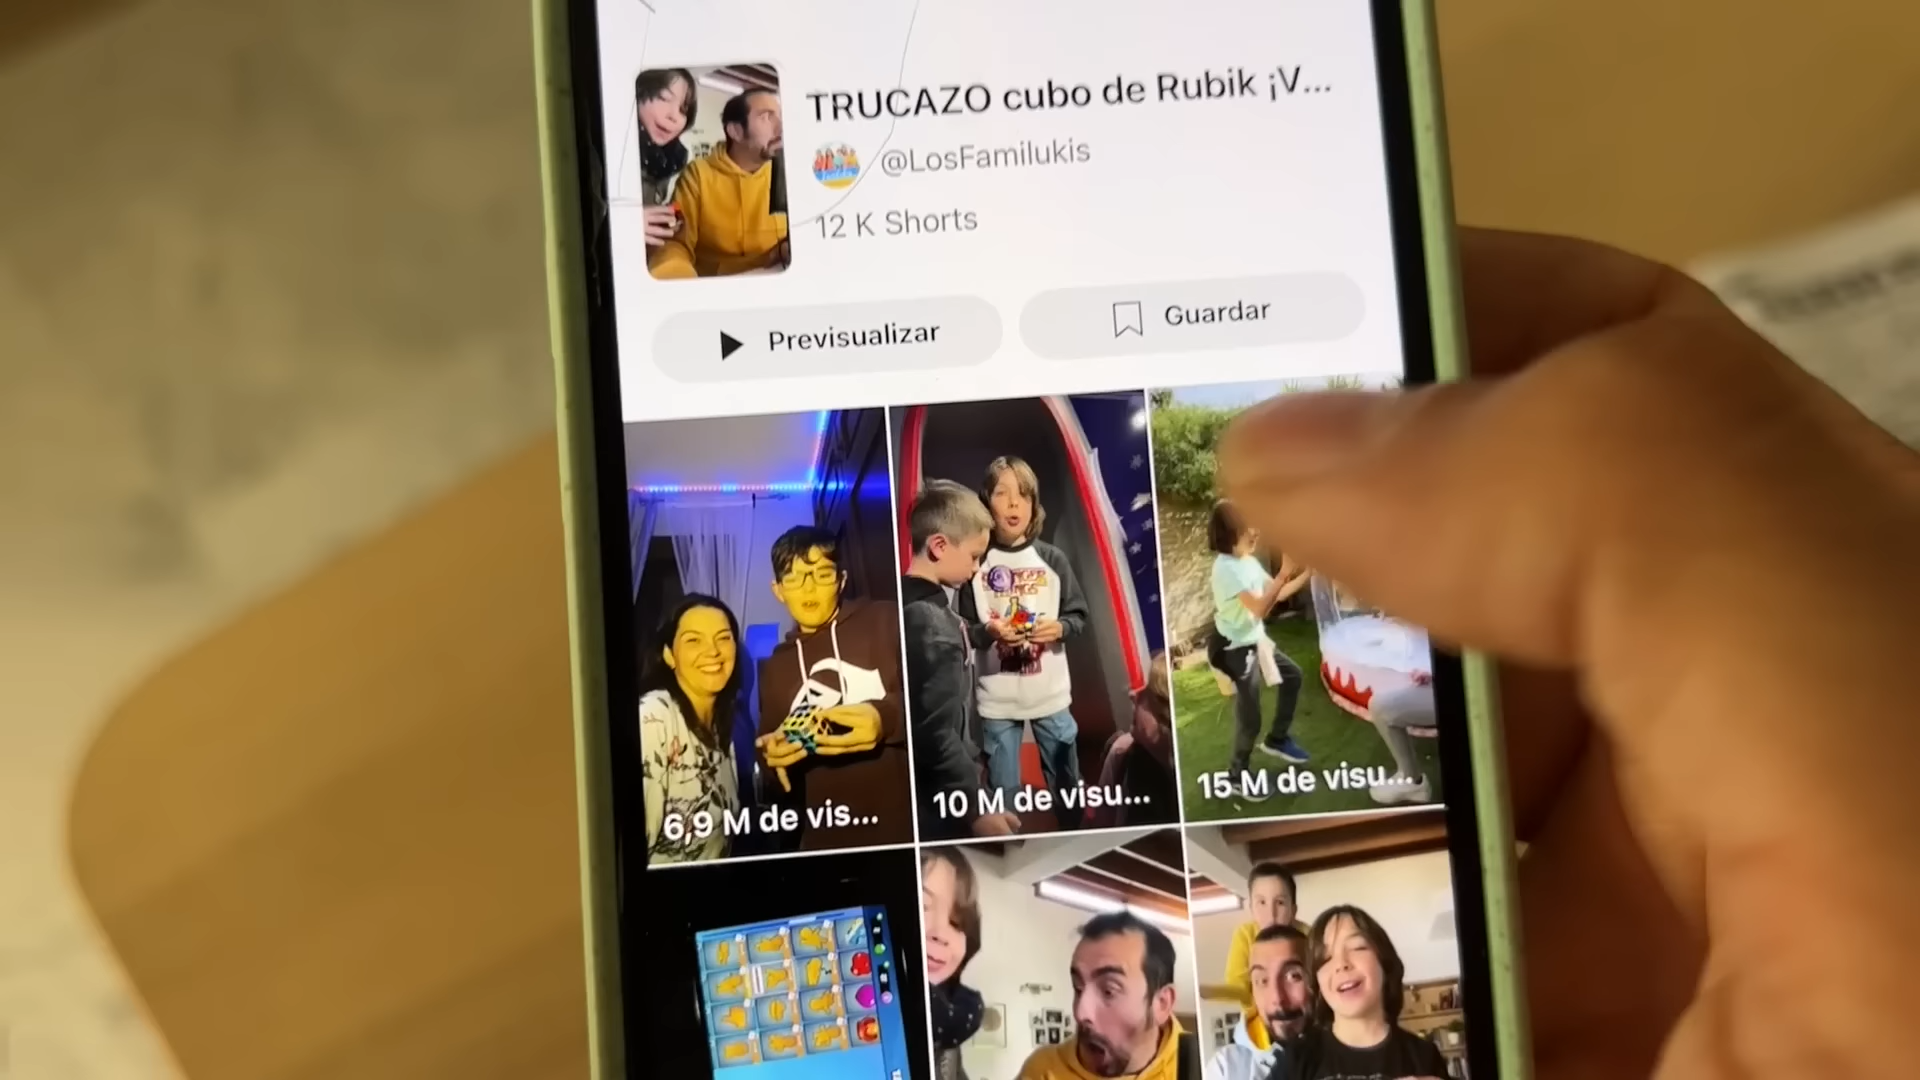 TRUCAZO cubo de Rubik ¡V...
@LosFamilukis
12 K Shorts
Previsualizar
Guardar
6,9 M de vis...
10 M de visu...
15 M de visu...